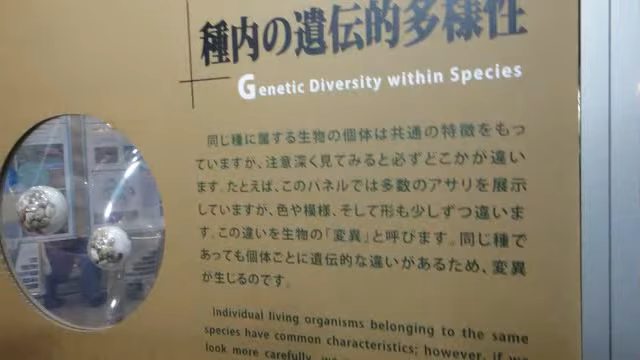 種内の遺伝的多様性
Genetic Diversity within Species
同じ種に属する生物の個体は共通の特徴をもっ
ていますが、注意深く見てみると必ずどこかが違い
ます。たとえば、このパネルでは多数のアサリを展示
していますが、色や模様、そして形も少しずつ違いま
す。この違いを生物の「変異」と呼びます。同じ種で
あっても個体ごとに遺伝的な違いがあるため、変異
が生じるのです。
Individual living organisms belonging to the same
species have common characteristics; however, if we
look more carefully, we